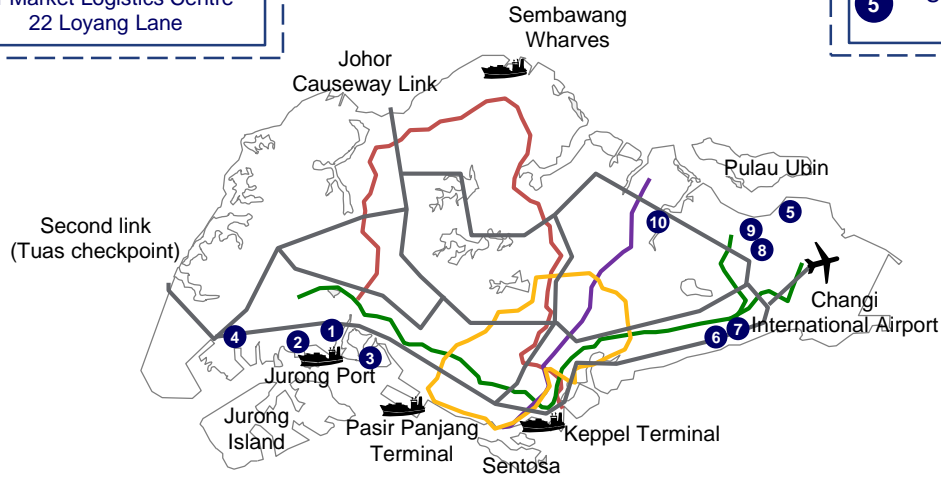 Market Logistics Centre
22 Loyang Lane
5
Sembawang
Wharves
Johor
Causeway Link
Pulau Ubin
5
Second link
(Tuas checkpoint)
10
9
8
Changi
International Airport
4
2
1
3
6
7
Jurong Port
Jurong
Island
Pasir Panjang
Terminal
Keppel Terminal
Sentosa